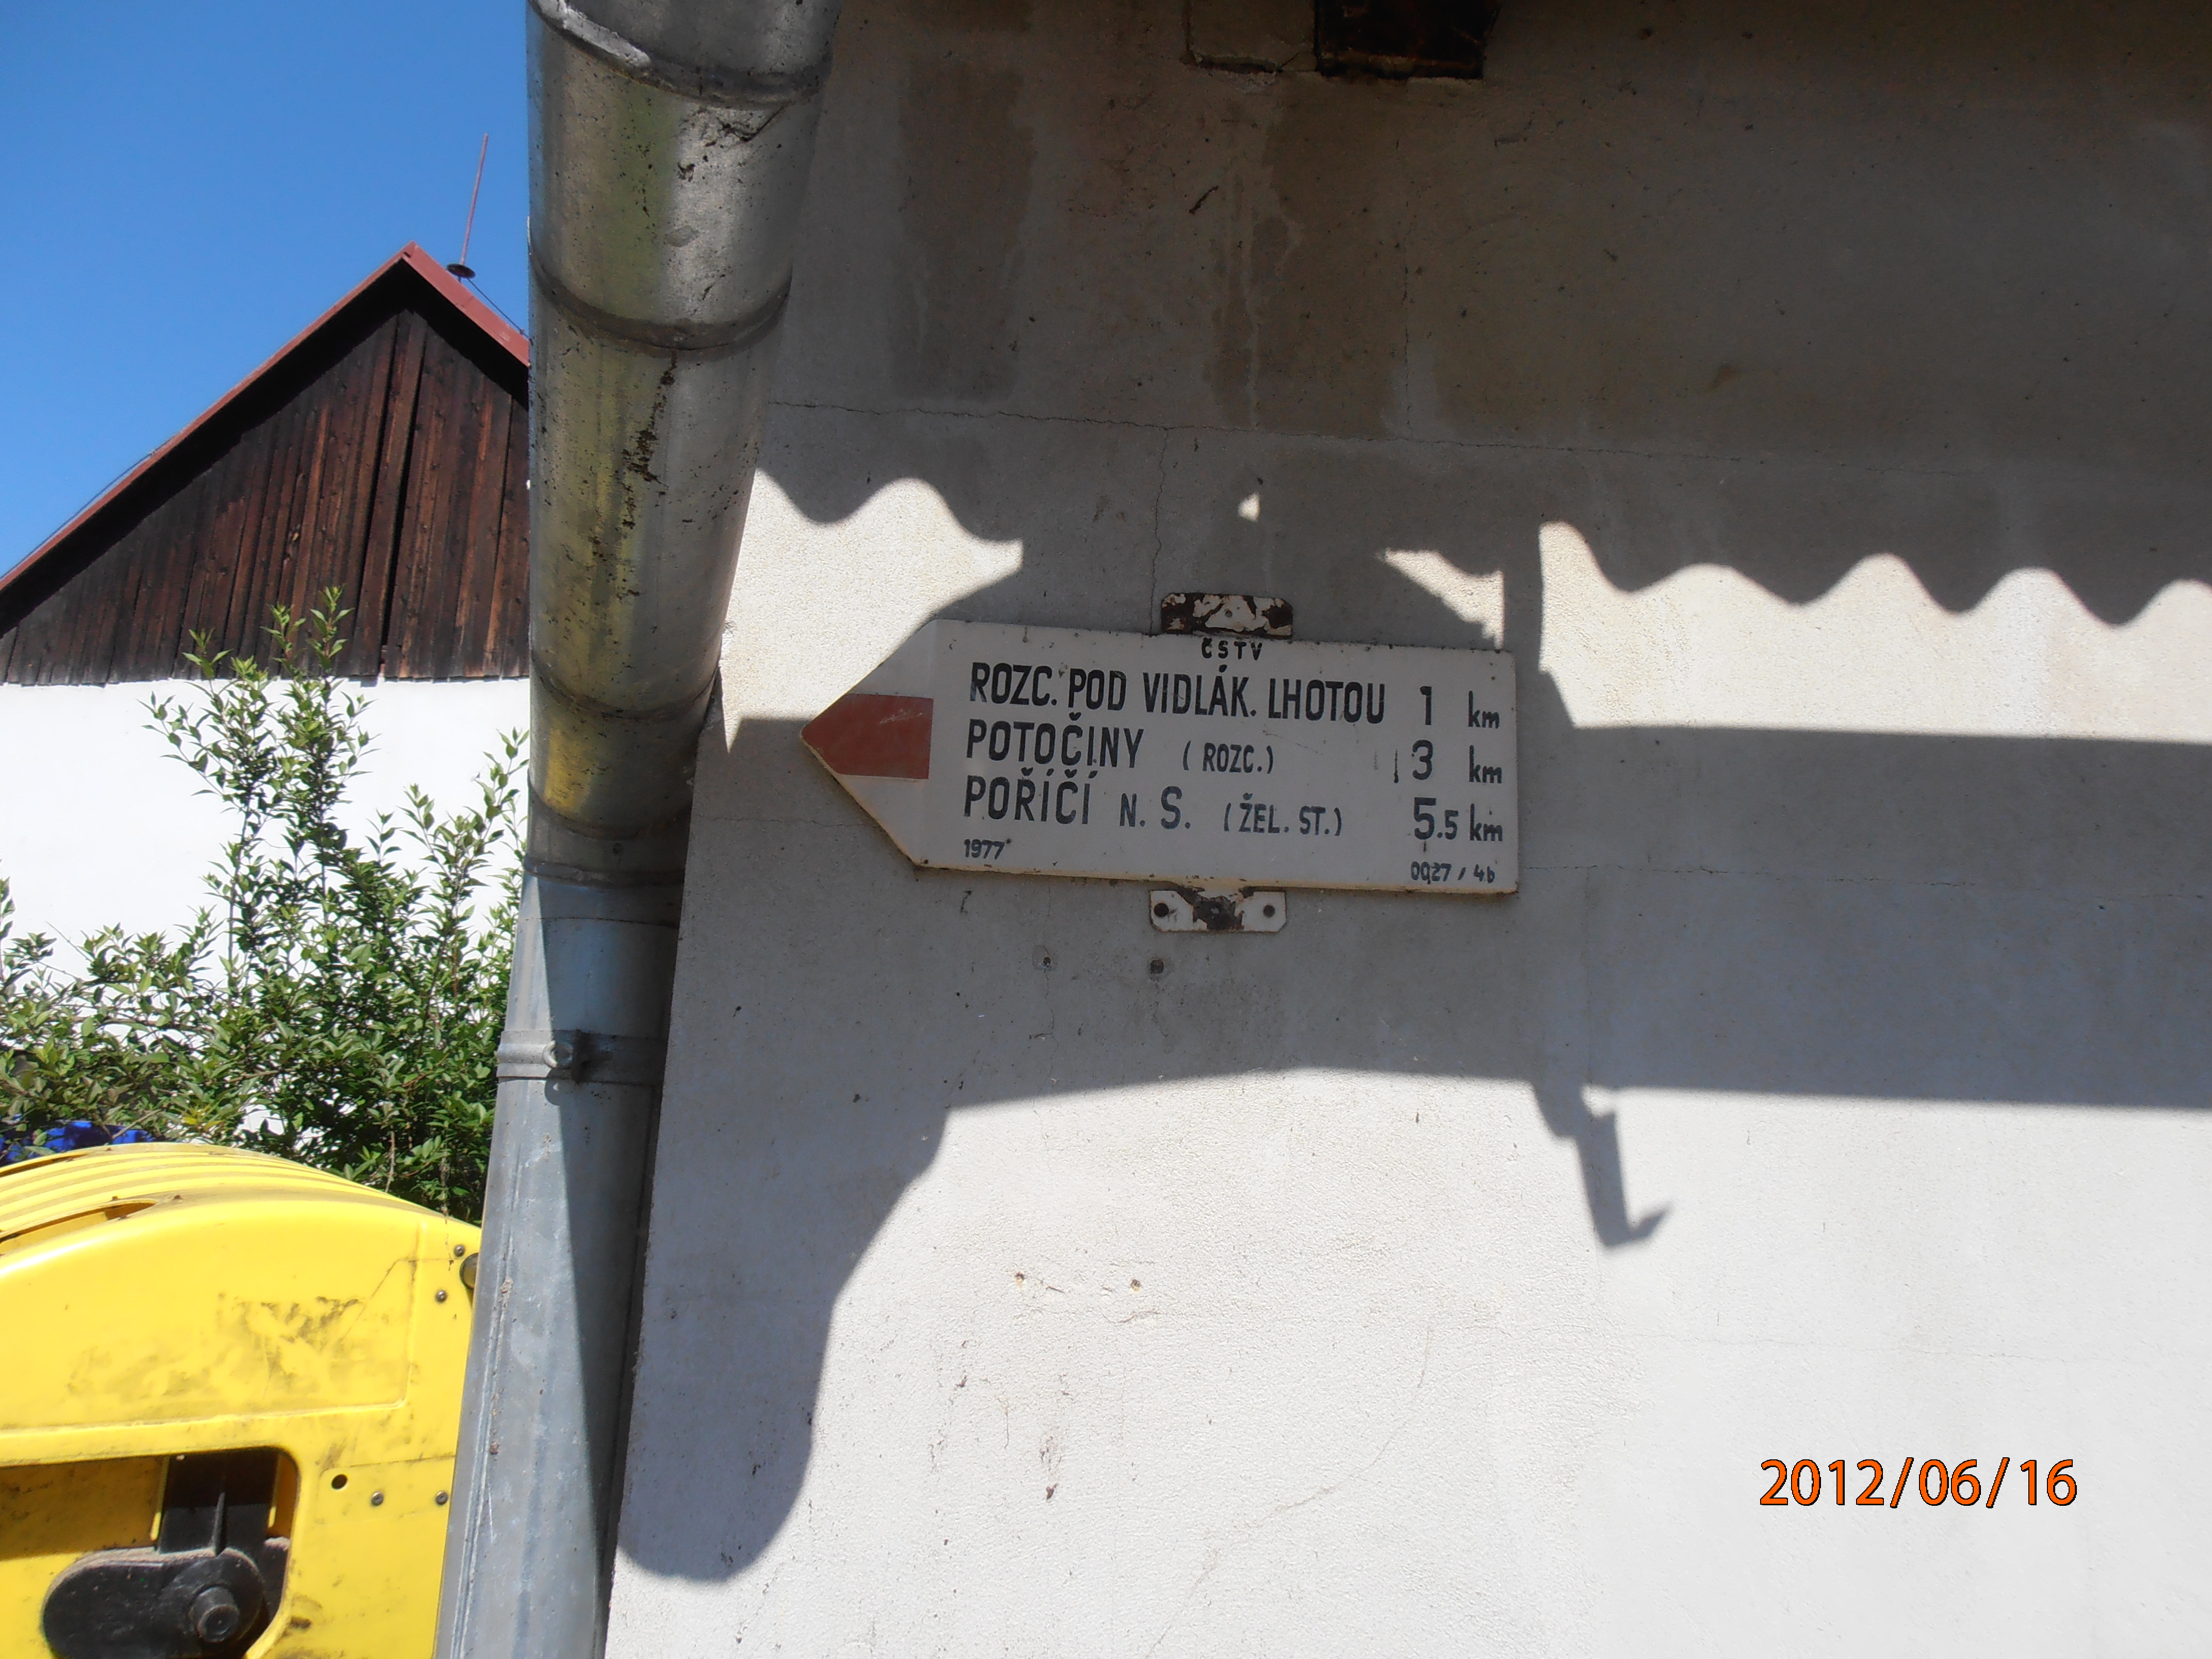 ČSTV
ROZC. POD VIDLÁK. LHOTOU 1 km
POTOČINY (ROZC.) 3 km
POŘÍČÍ N. S. (ŽEL. ST.) 5.5 km
1977 0027/4b
2012/06/16